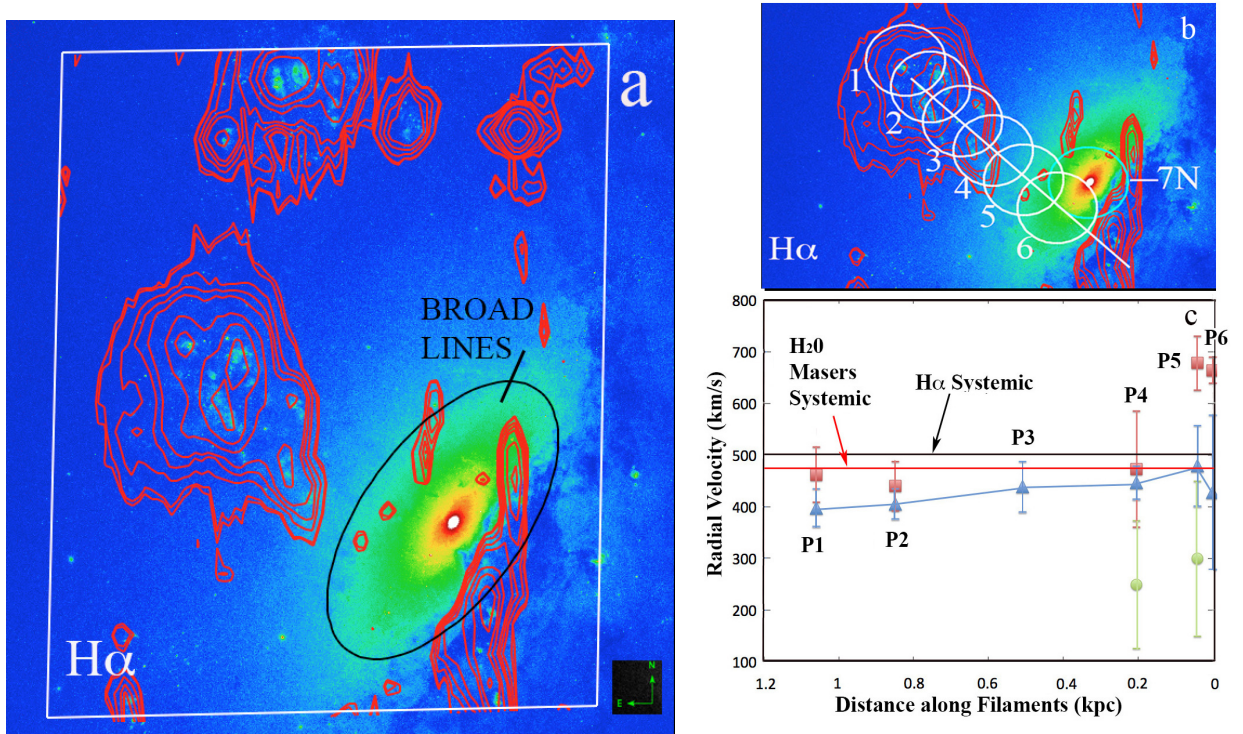 a
BROAD
LINES
Hα
N
E
b
1
2
3
4
5
6
7N
Hα
c
800
700
600
500
400
300
200
100
Radial Velocity (km/s)
H20
Masers
Systemic
Hα Systemic
P1
P2
P3
P4
P5
P6
1.2
1
0.8
0.6
0.4
0.2
0
Distance along Filaments (kpc)